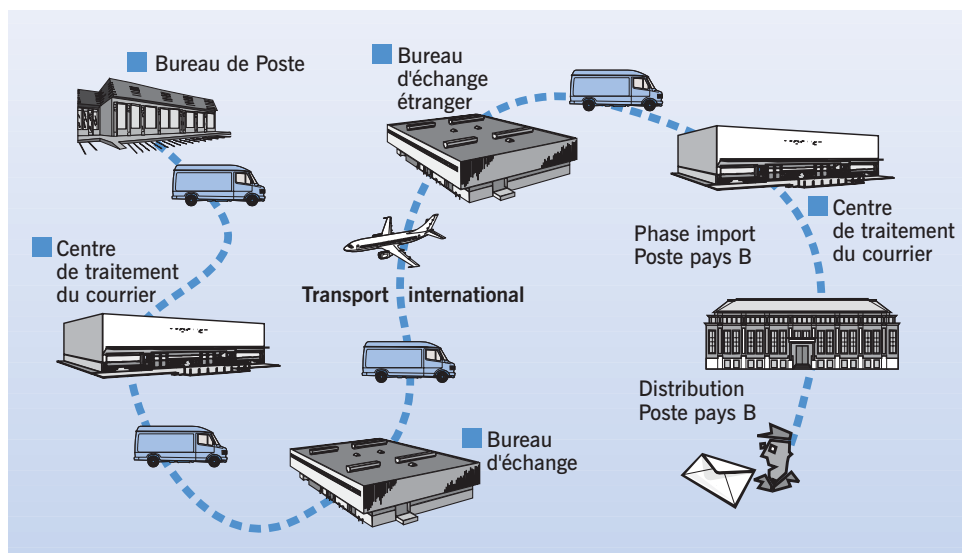 Bureau de Poste
Bureau
d'échange
étranger
Centre
de traitement
du courrier
Transport international
Bureau
d'échange
Phase import
Poste pays B
Centre
de traitement
du courrier
Distribution
Poste pays B